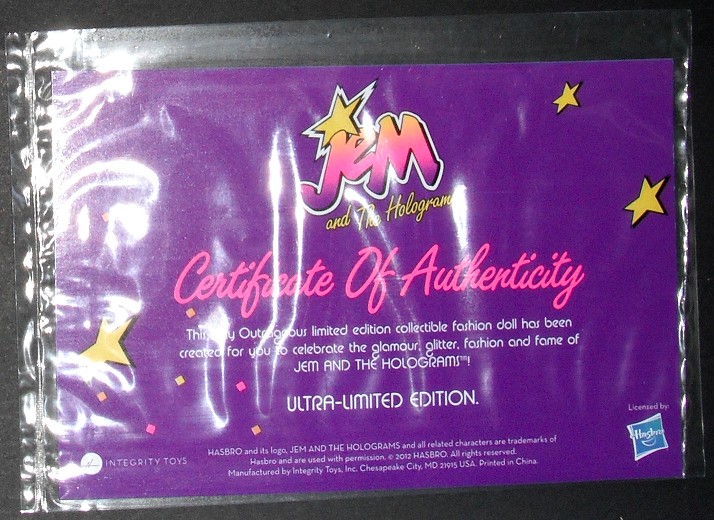 Jem
and The Hologram
Certificate Of Authenticity
Outrageous limited edition collectible fashion doll has been
created for you to celebrate the glamour, glitter, fashion and fame of
JEM AND THE HOLOGRAMS™!
ULTRA-LIMITED EDITION.
Licensed by:
Hasbro
INTEGRITY TOYS
HASBRO and its logo, JEM AND THE HOLOGRAMS and all related characters are trademarks of
Hasbro and are used with permission. © 2012 HASBRO. All rights reserved.
Manufactured by Integrity Toys, Inc. Chesapeake City, MD 21915 USA. Printed in China.